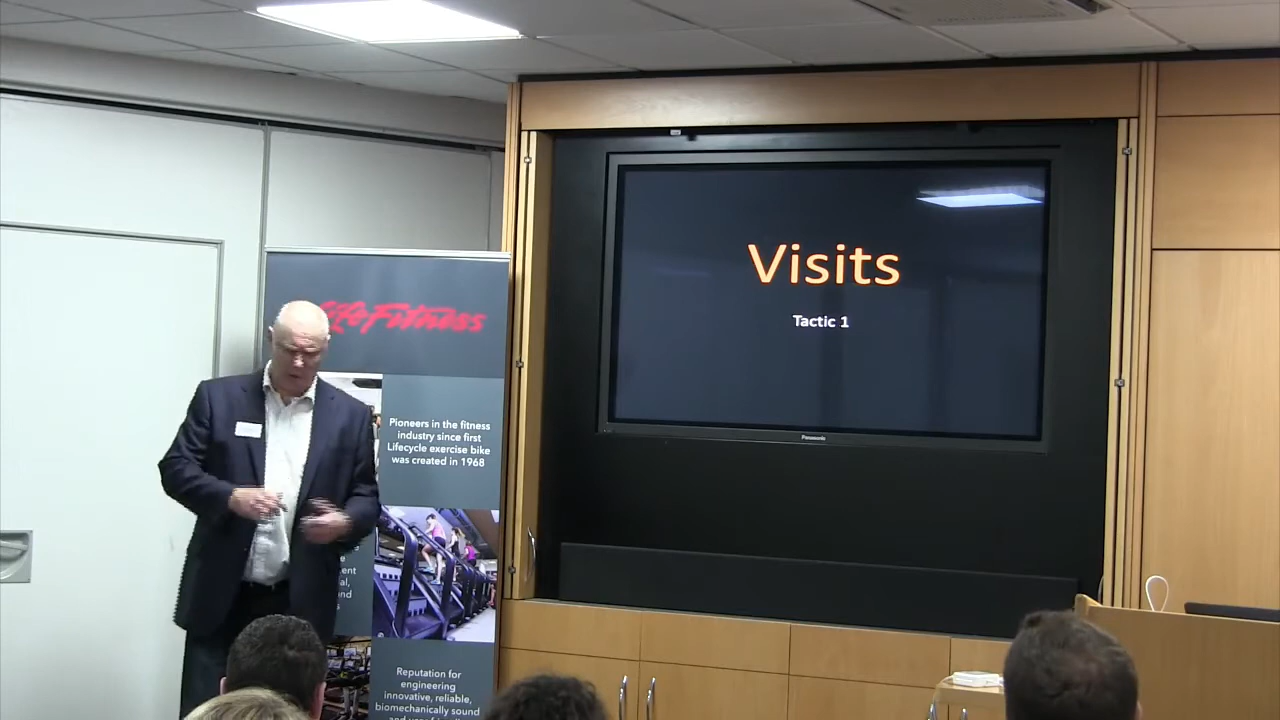 Life Fitness
Visits
Tactic 1
Panasonic
Pioneers in the fitness
industry since first
Lifecycle exercise bike
was created in 1968
Reputation for
engineering
innovative, reliable,
biomechanically sound